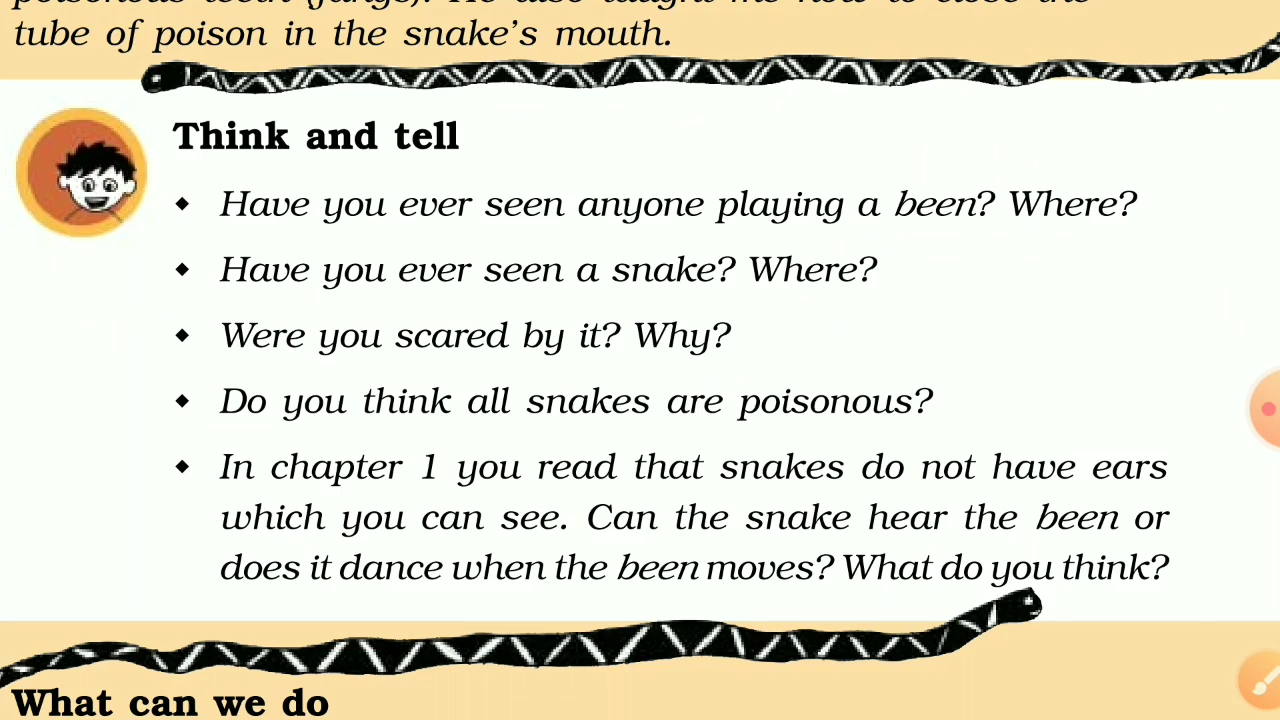 tube of poison in the snake's mouth.
Think and tell
◆ Have you ever seen anyone playing a been? Where?
◆ Have you ever seen a snake? Where?
◆ Were you scared by it? Why?
◆ Do you think all snakes are poisonous?
◆ In chapter 1 you read that snakes do not have ears
which you can see. Can the snake hear the been or
does it dance when the been moves? What do you think?
What can we do